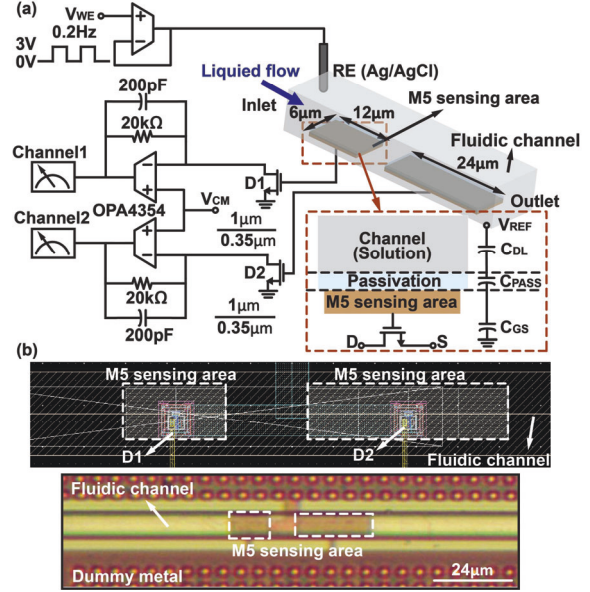 (a)
VWE
0.2Hz
3V
0V
200pF
20kΩ
Channel1
OPA4354
Channel2
20kΩ
200pF
VCM
D1
1μm
0.35μm
D2
1μm
0.35μm
RE (Ag/AgCl)
Liquied flow
Inlet
6μm
12μm
M5 sensing area
Fluidic channel
24μm
Outlet
VREF
CDL
CPASS
CGS
Channel
(Solution)
Passivation
M5 sensing area
D
S
(b)
M5 sensing area
M5 sensing area
D1
D2
Fluidic channel
Fluidic channel
M5 sensing area
Dummy metal
24μm